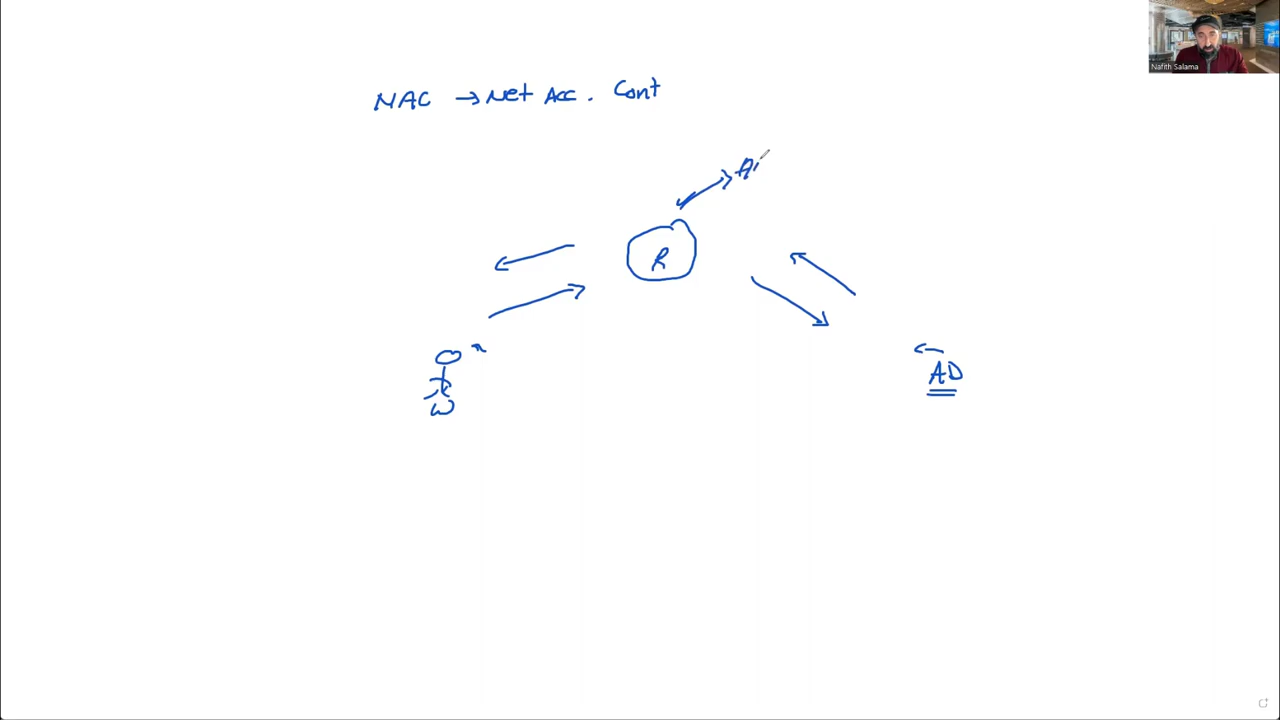 Nafith Salama
NAC → Net Acc. Cont
R
AD